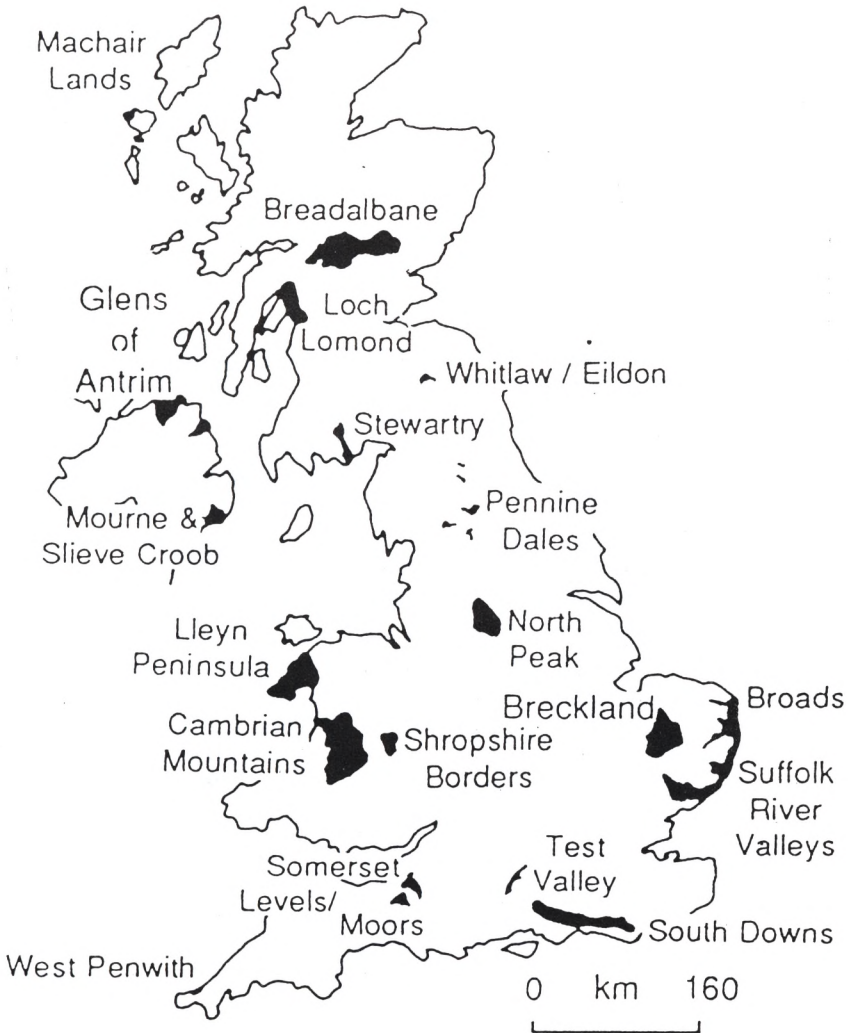 Machair
Lands
Breadalbane
Glens
of
Antrim
Loch
Lomond
Whitlaw / Eildon
Stewartry
Mourne &
Slieve Croob
Pennine
Dales
Lleyn
Peninsula
North
Peak
Breckland
Broads
Cambrian
Mountains
Shropshire
Borders
Suffolk
River
Valleys
Test
Valley
Somerset
Levels/
Moors
South Downs
West Penwith
0 km 160